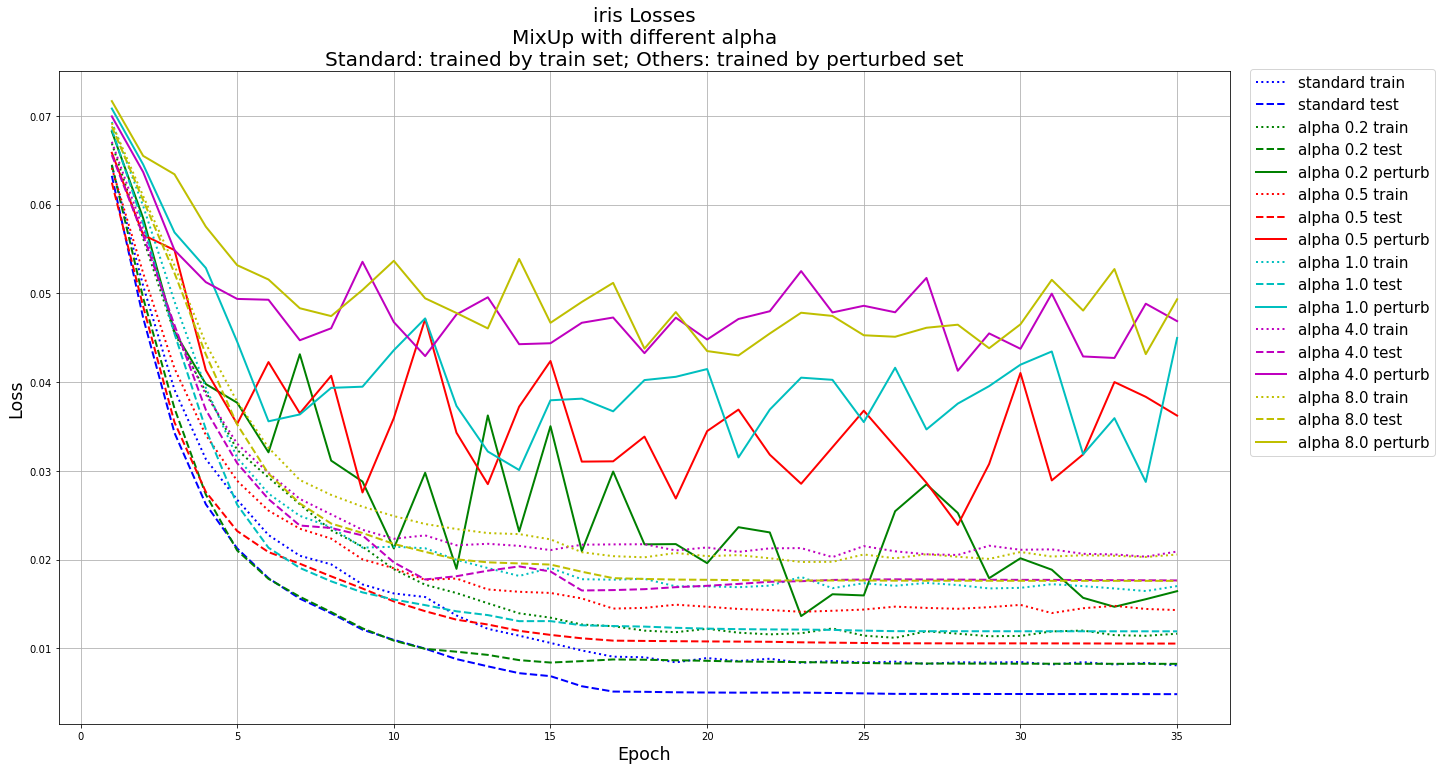 iris Losses
MixUp with different alpha
Standard: trained by train set; Others: trained by perturbed set
Loss
0.07
0.06
0.05
0.04
0.03
0.02
0.01
0 5 10 15 20 25 30 35
Epoch
standard train
standard test
alpha 0.2 train
alpha 0.2 test
alpha 0.2 perturb
alpha 0.5 train
alpha 0.5 test
alpha 0.5 perturb
alpha 1.0 train
alpha 1.0 test
alpha 1.0 perturb
alpha 4.0 train
alpha 4.0 test
alpha 4.0 perturb
alpha 8.0 train
alpha 8.0 test
alpha 8.0 perturb